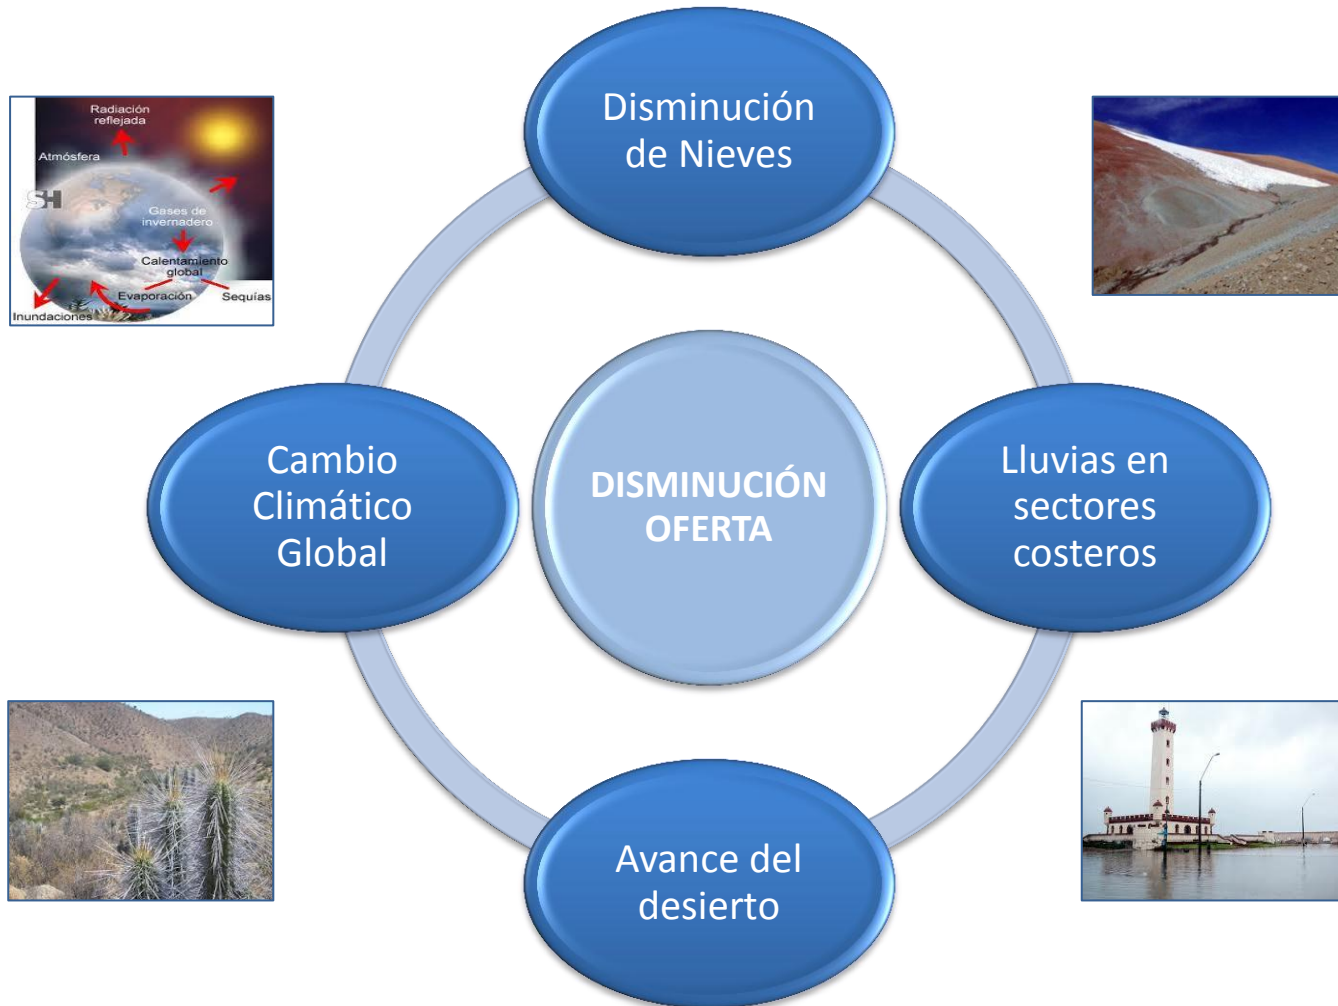 Disminución
de Nieves
Radiación
reflejada
Atmósfera
SH
Gases de
invernadero
Calentamiento
global
Evaporación
Sequías
Inundaciones
Cambio
Climático
Global
DISMINUCIÓN
OFERTA
Lluvias en
sectores
costeros
Avance del
desierto